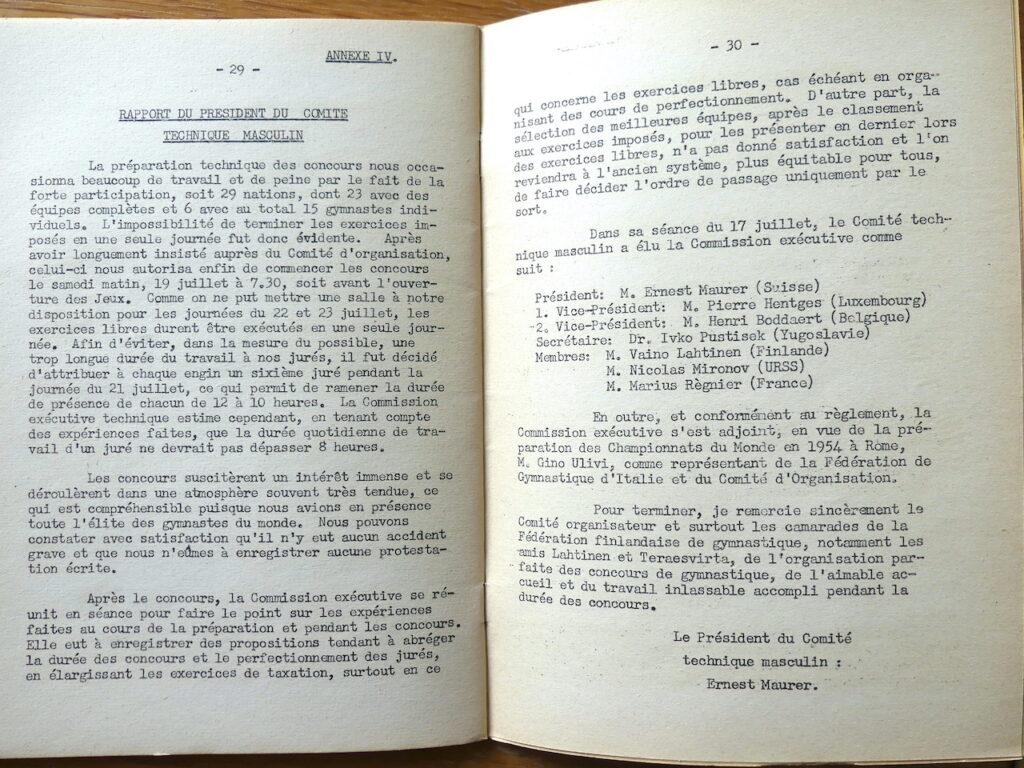 ANNEXE IV.
- 29 -
RAPPORT DU PRESIDENT DU COMITE
TECHNIQUE MASCULIN
La préparation technique des concours nous occa-
sionna beaucoup de travail et de peine par le fait de la
forte participation, soit 29 nations, dont 23 avec des
équipes complètes et 6 avec au total 15 gymnastes indi-
viduels. L'impossibilité de terminer les exercices im-
posés en une seule journée fut donc évidente. Après
avoir longuement insisté auprès du Comité d'organisation,
celui-ci nous autorisa enfin de commencer les concours
le samedi matin, 19 juillet à 7.30, soit avant l'ouver-
ture des Jeux. Comme on ne put mettre une salle à notre
disposition pour les journées du 22 et 23 juillet, les
exercices libres durent être exécutés en une seule jour-
née. Afin d'éviter, dans la mesure du possible, une
trop longue durée du travail à nos jurés, il fut décidé
d'attribuer à chaque engin un sixième juré pendant la
journée du 21 juillet, ce qui permit de ramener la durée
de présence de chacun de 12 à 10 heures. La Commission
exécutive technique estime cependant, en tenant compte
des expériences faites, que la durée quotidienne de tra-
vail d'un juré ne devrait pas dépasser 8 heures.
Les concours suscitèrent un intérêt immense et se
déroulèrent dans une atmosphère souvent très tendue, ce
qui est compréhensible puisque nous avions en présence
toute l'élite des gymnastes du monde. Nous pouvons
constater avec satisfaction qu'il n'y eut aucun accident
grave et que nous n'eûmes à enregistrer aucune protesta-
tion écrite.
Après le concours, la Commission exécutive se ré-
unit en séance pour faire le point sur les expériences
faites au cours de la préparation et pendant les concours.
Elle eut à enregistrer des propositions tendant à abréger
la durée des concours et le perfectionnement des jurés,
en élargissant les exercices de taxation, surtout en ce
- 30 -
qui concerne les exercices libres, cas échéant en orga-
nisant des cours de perfectionnement. D'autre part, la
sélection des meilleures équipes, après le classement
aux exercices imposés, pour les présenter en dernier lors
des exercices libres, n'a pas donné satisfaction et l'on
reviendra à l'ancien système, plus équitable pour tous,
de faire décider l'ordre de passage uniquement par le
sort.
Dans sa séance du 17 juillet, le Comité tech-
nique masculin a élu la Commission exécutive comme
suit :
Président: M. Ernest Maurer (Suisse)
1. Vice-Président: M. Pierre Hentges (Luxembourg)
2. Vice-Président: M. Henri Boddaert (Belgique)
Secrétaire: Dr. Ivko Pustisek (Yugoslavie)
Membres: M. Vaino Lahtinen (Finlande)
M. Nicolas Mironov (URSS)
M. Marius Règnier (France)
En outre, et conformément au règlement, la
Commission exécutive s'est adjoint, en vue de la pré-
paration des Championnats du Monde en 1954 à Rome,
M. Gino Ulivi, comme représentant de la Fédération de
Gymnastique d'Italie et du Comité d'Organisation.
Pour terminer, je remercie sincèrement le
Comité organisateur et surtout les camarades de la
Fédération finlandaise de gymnastique, notamment les
amis Lahtinen et Teraesvirta, de l'organisation par-
faite des concours de gymnastique, de l'aimable ac-
cueil et du travail inlassable accompli pendant la
durée des concours.
Le Président du Comité
technique masculin :
Ernest Maurer.